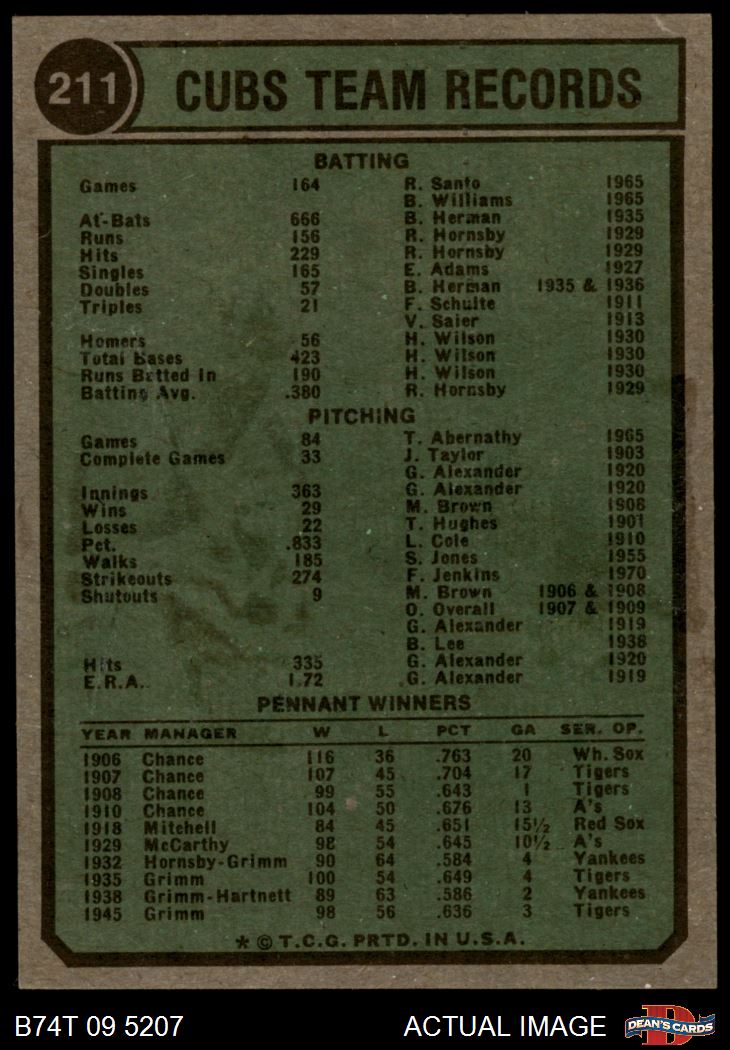 211 CUBS TEAM RECORDS
BATTING
Games 164 R. Santo 1965
B. Williams 1965
At-Bats 666 B. Herman 1935
Runs 156 R. Hornsby 1929
Hits 229 R. Hornsby 1929
Singles 165 E. Adams 1927
Doubles 57 B. Herman 1935 & 1936
Triples 21 F. Schulte 1911
V. Saier 1913
Homers 56 H. Wilson 1930
Total Bases 423 H. Wilson 1930
Runs Batted In 190 H. Wilson 1930
Batting Avg. .380 R. Hornsby 1929
PITCHING
Games 84 T. Abernathy 1965
Complete Games 33 J. Taylor 1903
G. Alexander 1920
Innings 363 G. Alexander 1920
Wins 29 M. Brown 1908
Losses 22 T. Hughes 1901
Pct. .833 L. Cole 1910
Walks 185 S. Jones 1955
Strikeouts 274 F. Jenkins 1970
Shutouts 9 M. Brown 1906 & 1908
O. Overall 1907 & 1909
G. Alexander 1919
B. Lee 1938
Hits 335 G. Alexander 1920
E.R.A. 1.72 G. Alexander 1919
PENNANT WINNERS
YEAR MANAGER W L PCT GA SER. OP.
1906 Chance 116 36 .763 20 Wh. Sox
1907 Chance 107 45 .704 17 Tigers
1908 Chance 99 55 .643 1 Tigers
1910 Chance 104 50 .676 13 A's
1918 Mitchell 84 45 .651 15½ Red Sox
1929 McCarthy 98 54 .645 10½ A's
1932 Hornsby-Grimm 90 64 .584 4 Yankees
1935 Grimm 100 54 .649 4 Tigers
1938 Grimm-Hartnett 89 63 .586 2 Yankees
1945 Grimm 98 56 .636 3 Tigers
* © T.C.G. PRTD. IN U.S.A.
B74T 09 5207 ACTUAL IMAGE D DEAN'S CARDS